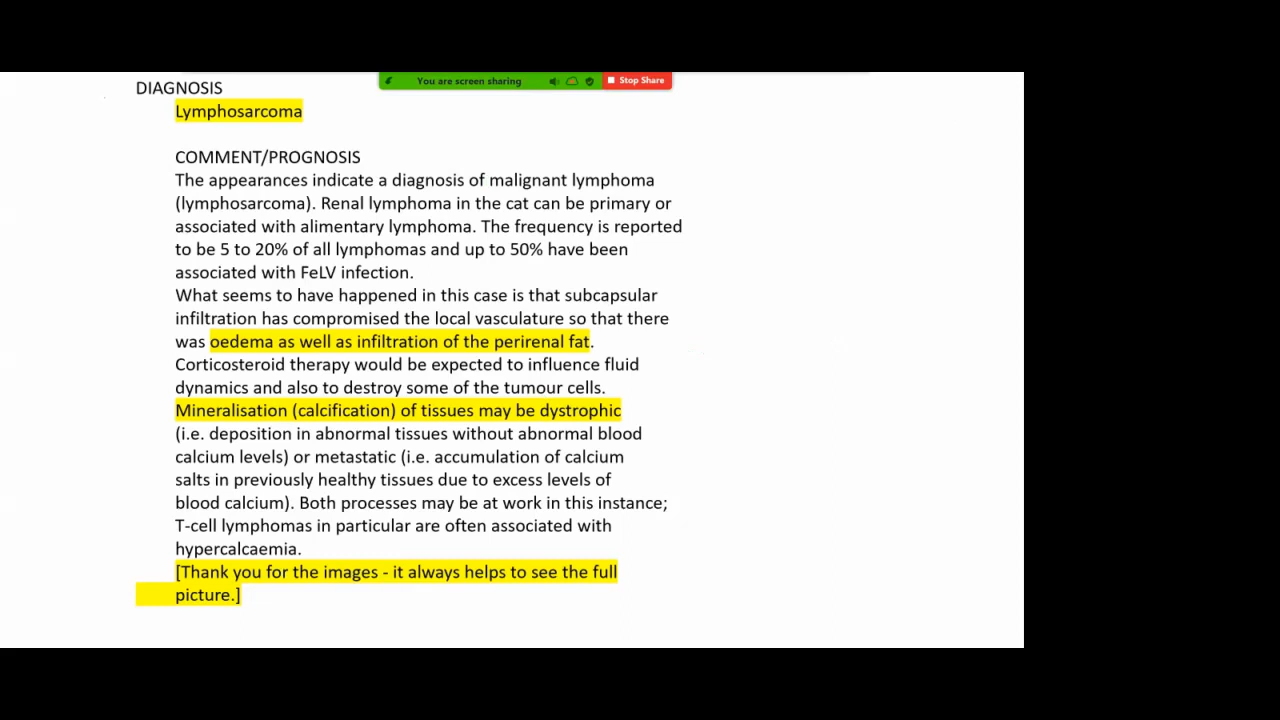 You are screen sharing
Stop Share
DIAGNOSIS
Lymphosarcoma
COMMENT/PROGNOSIS
The appearances indicate a diagnosis of malignant lymphoma
(lymphosarcoma). Renal lymphoma in the cat can be primary or
associated with alimentary lymphoma. The frequency is reported
to be 5 to 20% of all lymphomas and up to 50% have been
associated with FeLV infection.
What seems to have happened in this case is that subcapsular
infiltration has compromised the local vasculature so that there
was oedema as well as infiltration of the perirenal fat.
Corticosteroid therapy would be expected to influence fluid
dynamics and also to destroy some of the tumour cells.
Mineralisation (calcification) of tissues may be dystrophic
(i.e. deposition in abnormal tissues without abnormal blood
calcium levels) or metastatic (i.e. accumulation of calcium
salts in previously healthy tissues due to excess levels of
blood calcium). Both processes may be at work in this instance;
T-cell lymphomas in particular are often associated with
hypercalcaemia.
[Thank you for the images - it always helps to see the full
picture.]